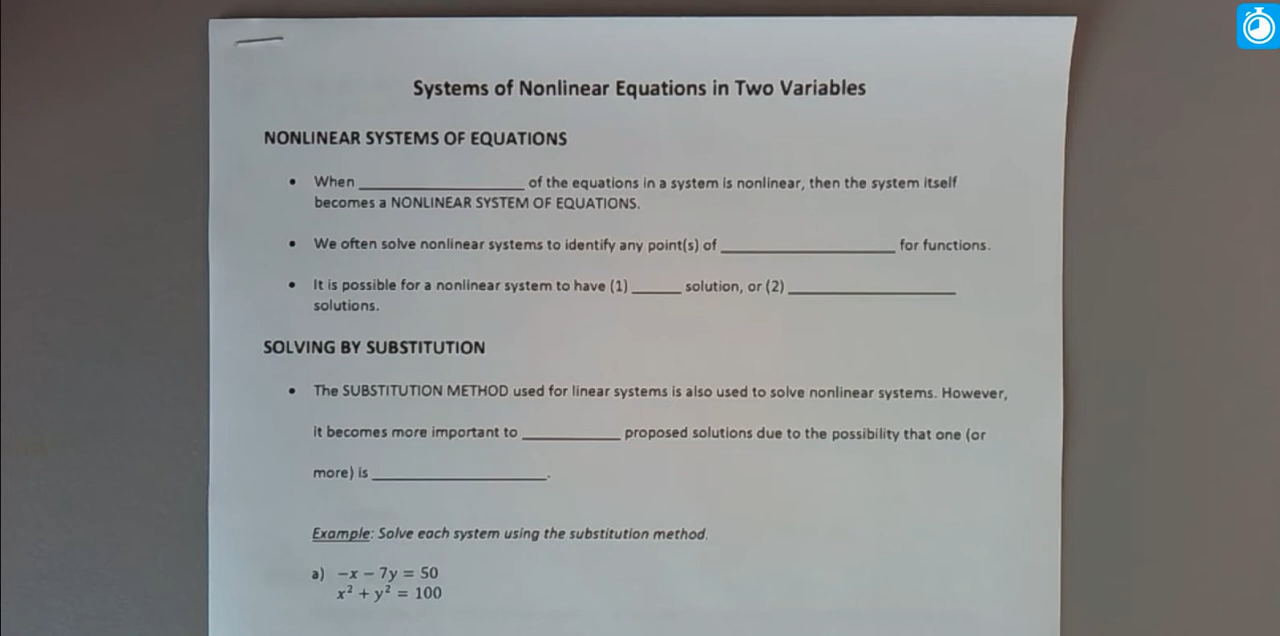 Systems of Nonlinear Equations in Two Variables
NONLINEAR SYSTEMS OF EQUATIONS
• When ____________________ of the equations in a system is nonlinear, then the system itself
becomes a NONLINEAR SYSTEM OF EQUATIONS.
• We often solve nonlinear systems to identify any point(s) of _____________________ for functions.
• It is possible for a nonlinear system to have (1) ______ solution, or (2) ____________________
solutions.
SOLVING BY SUBSTITUTION
• The SUBSTITUTION METHOD used for linear systems is also used to solve nonlinear systems. However,
it becomes more important to ____________ proposed solutions due to the possibility that one (or
more) is _____________________.
Example: Solve each system using the substitution method.
a) −x − 7y = 50
x² + y² = 100